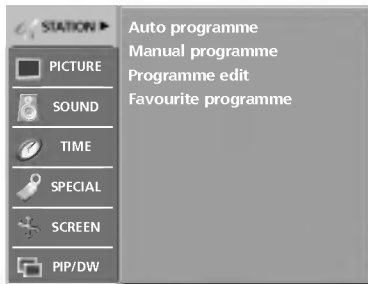 STATION ►
PICTURE
SOUND
TIME
SPECIAL
SCREEN
PIP/DW
Auto programme
Manual programme
Programme edit
Favourite programme